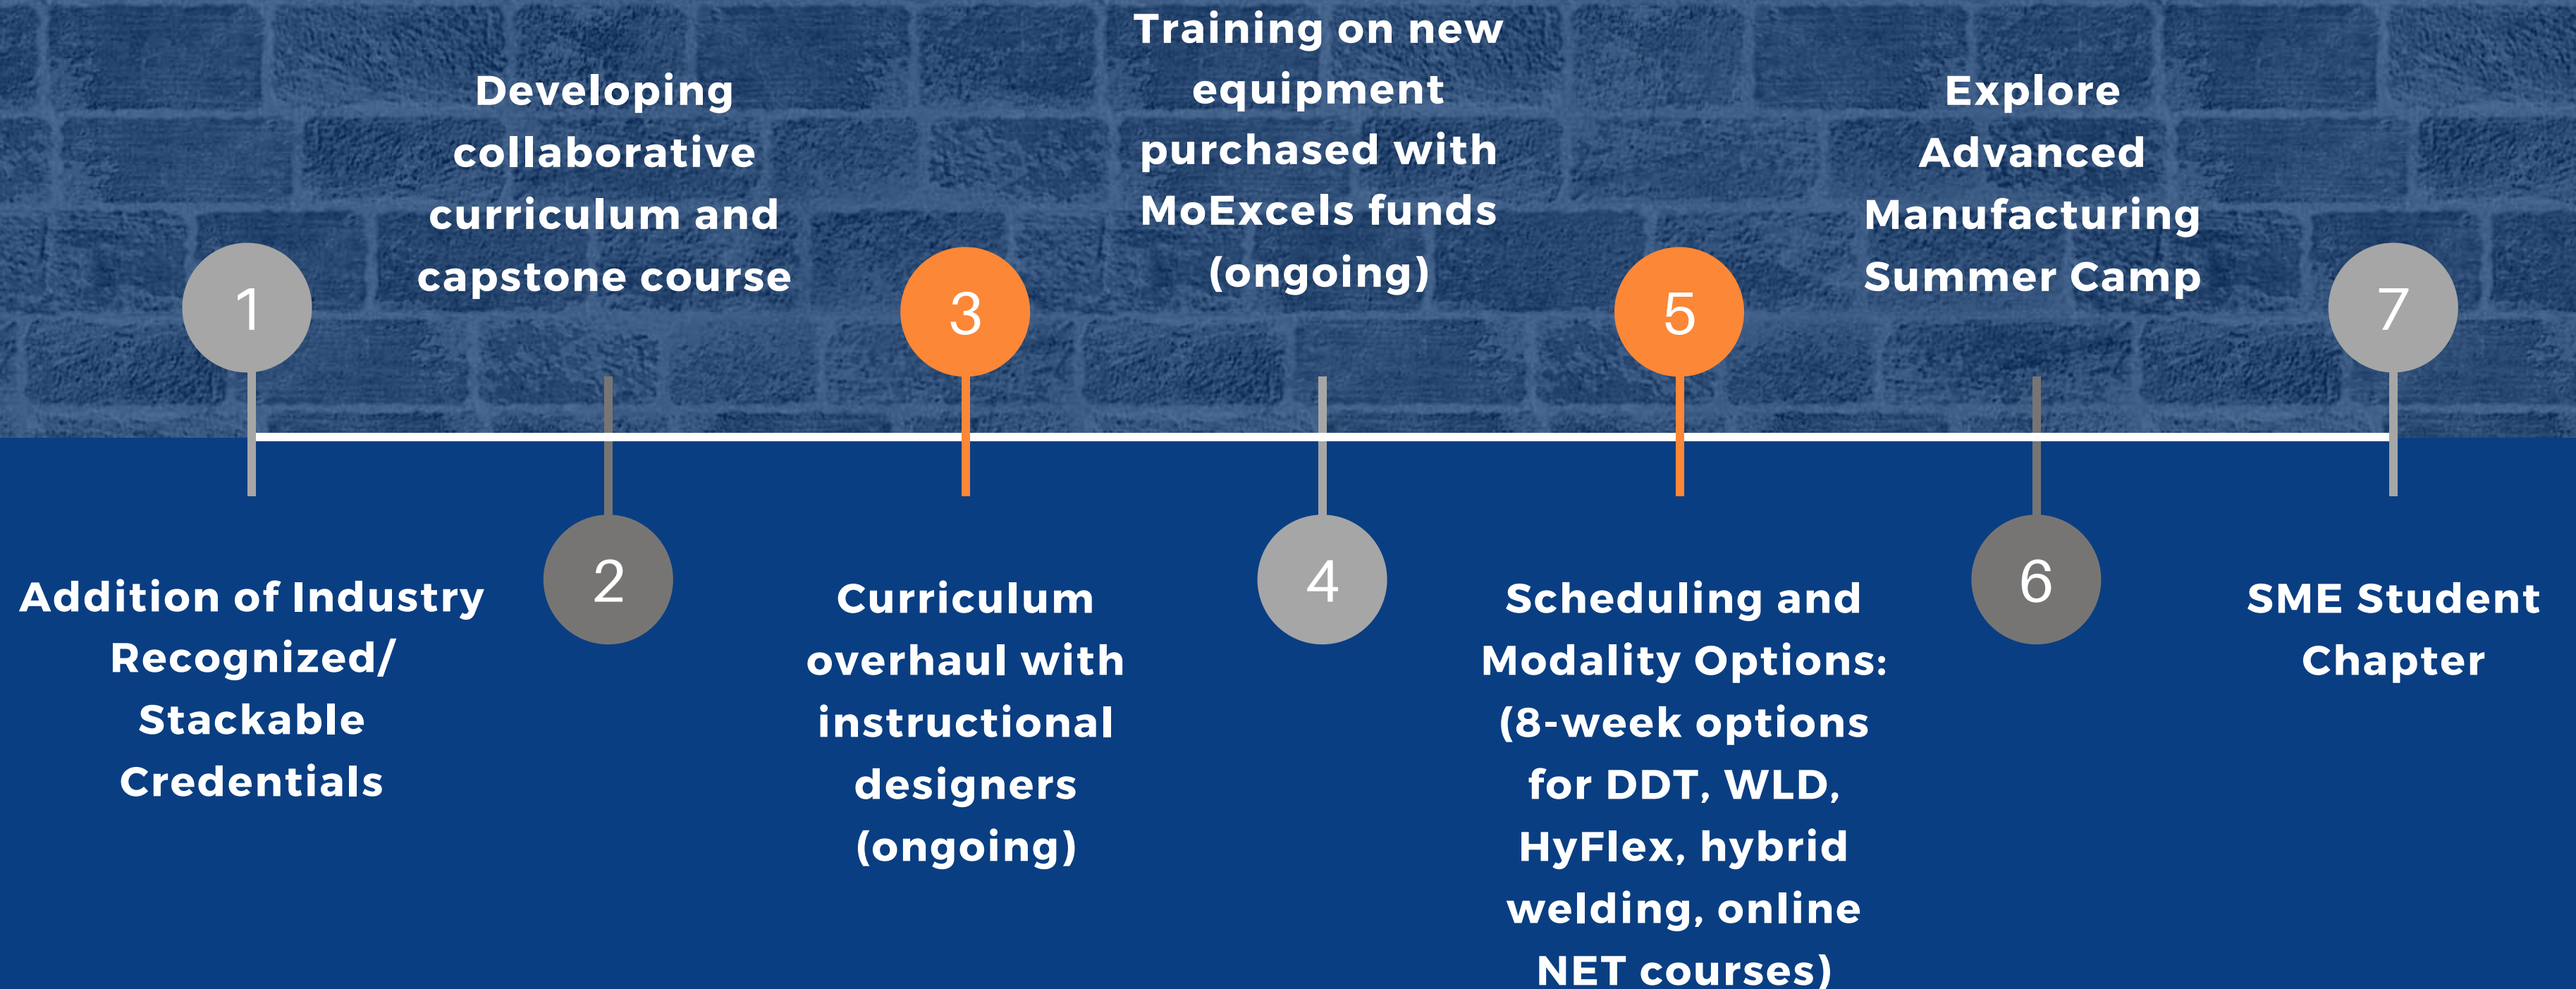 1
Addition of Industry
Recognized/
Stackable
Credentials
Developing
collaborative
curriculum and
capstone course
2
3
Curriculum
overhaul with
instructional
designers
(ongoing)
Training on new
equipment
purchased with
MoExcels funds
(ongoing)
4
5
Scheduling and
Modality Options:
(8-week options
for DDT, WLD,
HyFlex, hybrid
welding, online
NET courses)
Explore
Advanced
Manufacturing
Summer Camp
6
7
SME Student
Chapter